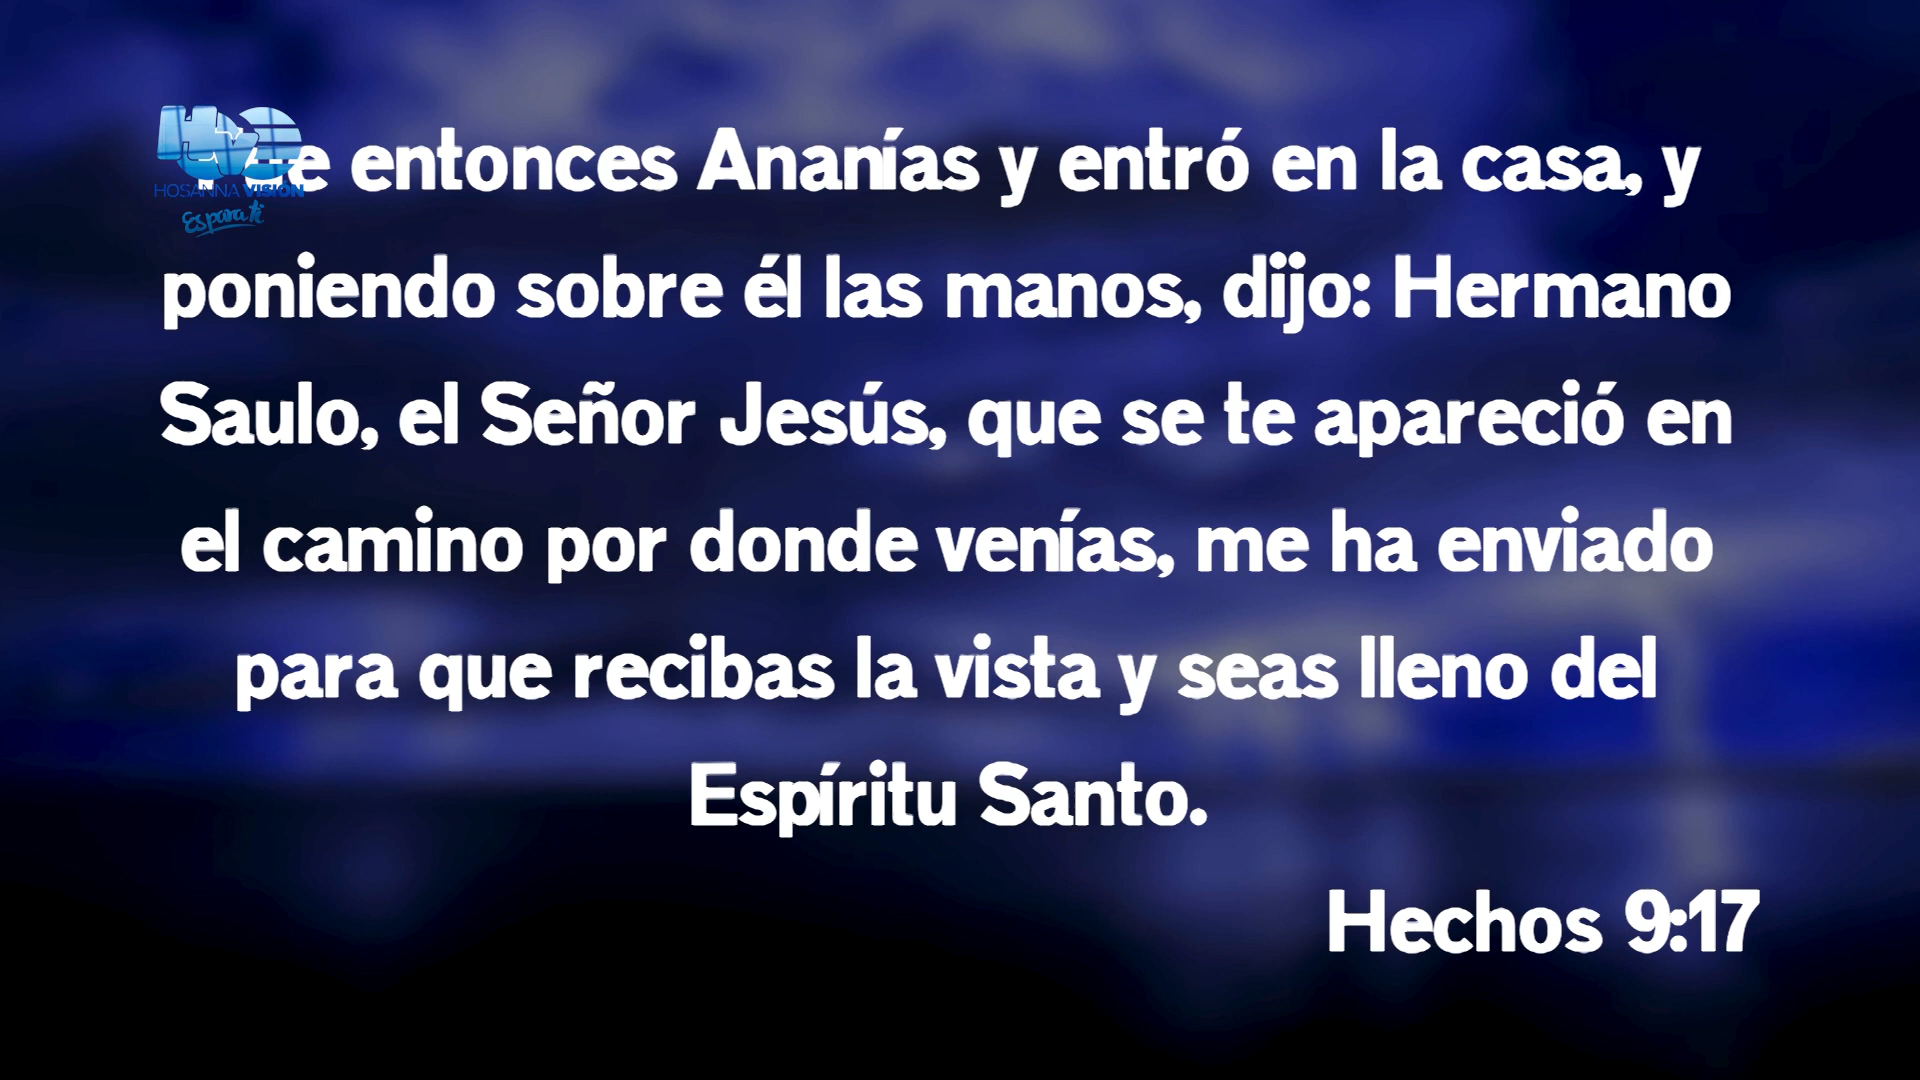 HOSANNA VISIÓN
Es para ti
entonces Ananías y entró en la casa, y
poniendo sobre él las manos, dijo: Hermano
Saulo, el Señor Jesús, que se te apareció en
el camino por donde venías, me ha enviado
para que recibas la vista y seas lleno del
Espíritu Santo.
Hechos 9:17